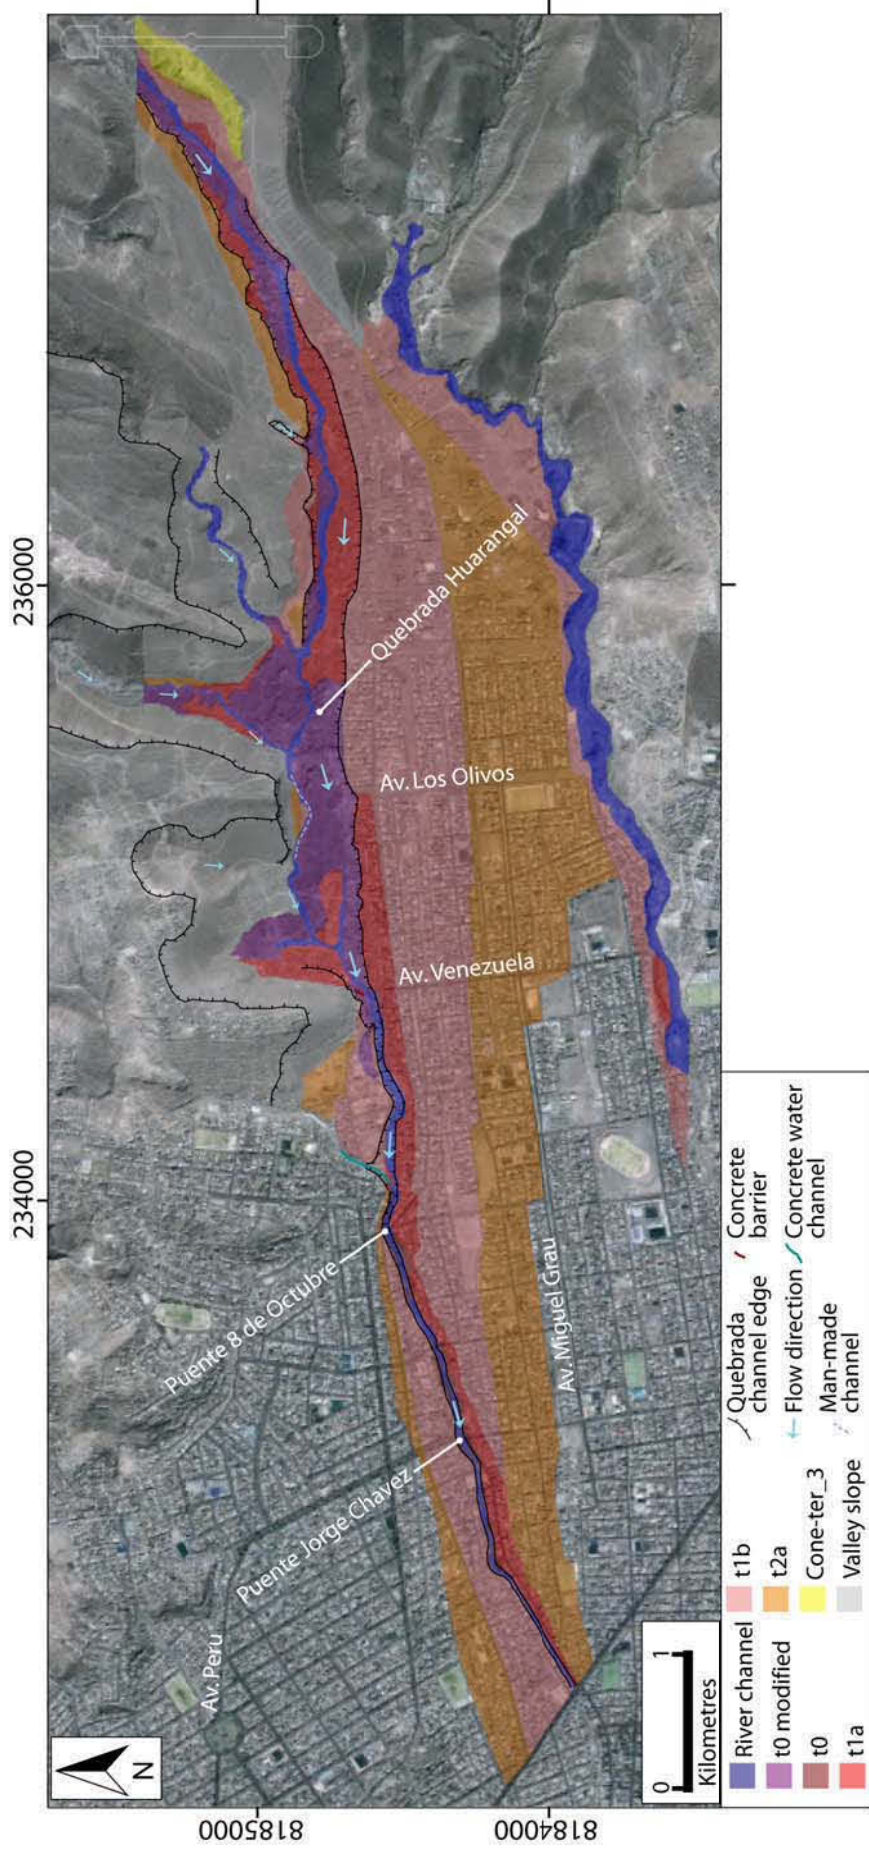 236000
234000
8185000
8184000
Quebrada Huarangal
Av. Los Olivos
Av. Venezuela
Puente 8 de Octubre
Av. Miguel Grau
Puente Jorge Chavez
Av. Peru
N
0 1
Kilometres
River channel
t0 modified
t0
t1a
t1b
t2a
Cone-ter_3
Valley slope
Quebrada
channel edge
Flow direction
Man-made
channel
Concrete
barrier
Concrete water
channel